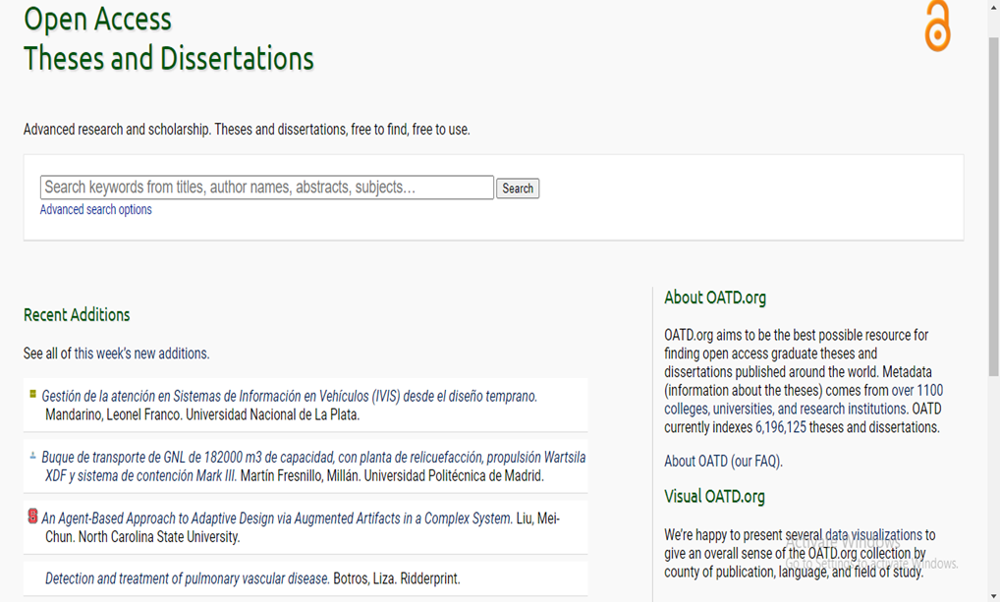 Open Access
Theses and Dissertations
Advanced research and scholarship. Theses and dissertations, free to find, free to use.
Search keywords from titles, author names, abstracts, subjects...
Search
Advanced search options
Recent Additions
See all of this week's new additions.
Gestión de la atención en Sistemas de Información en Vehículos (IVIS) desde el diseño temprano.
Mandarino, Leonel Franco. Universidad Nacional de La Plata.
Buque de transporte de GNL de 182000 m3 de capacidad, con planta de relicuefacción, propulsión Wartsila
XDF y sistema de contención Mark III. Martín Fresnillo, Millán. Universidad Politécnica de Madrid.
An Agent-Based Approach to Adaptive Design via Augmented Artifacts in a Complex System. Liu, Mei-
Chun. North Carolina State University.
Detection and treatment of pulmonary vascular disease. Botros, Liza. Ridderprint.
About OATD.org
OATD.org aims to be the best possible resource for
finding open access graduate theses and
dissertations published around the world. Metadata
(information about the theses) comes from over 1100
colleges, universities, and research institutions. OATD
currently indexes 6,196,125 theses and dissertations.
About OATD (our FAQ).
Visual OATD.org
We're happy to present several data visualizations to
give an overall sense of the OATD.org collection by
county of publication, language, and field of study.
Activate Windows
Go to Settings to activate Windows.